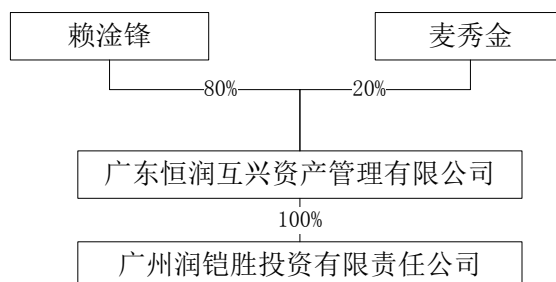 赖淦锋
麦秀金
80%
20%
广东恒润互兴资产管理有限公司
100%
广州润铠胜投资有限责任公司